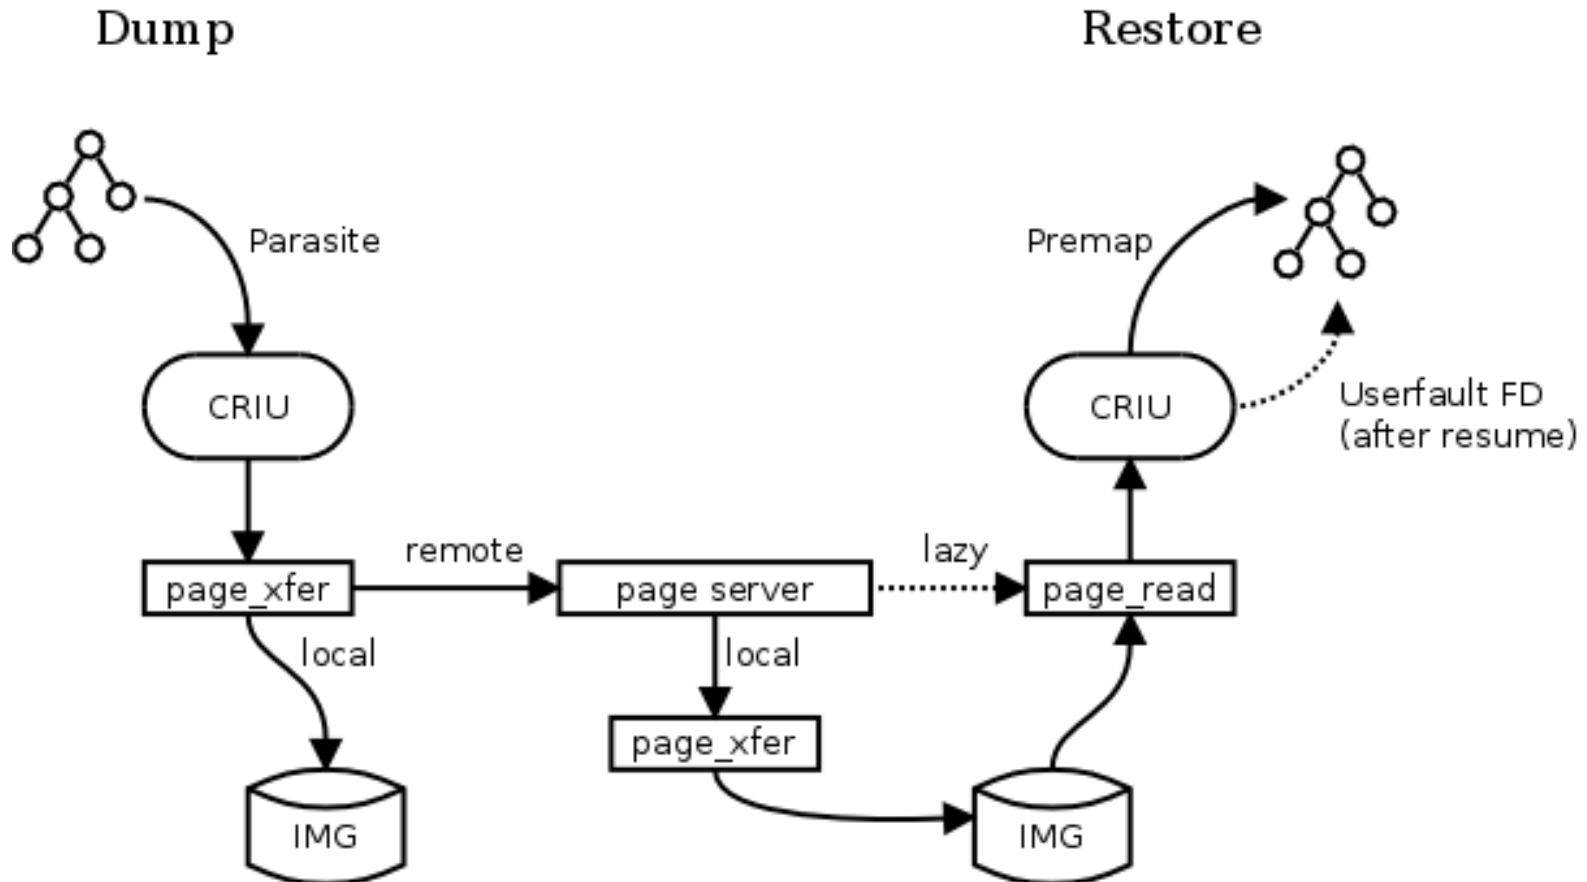 Dump
Restore
Parasite
Premap
CRIU
CRIU
Userfault FD
(after resume)
remote
lazy
page_xfer
page server
page_read
local
local
page_xfer
IMG
IMG